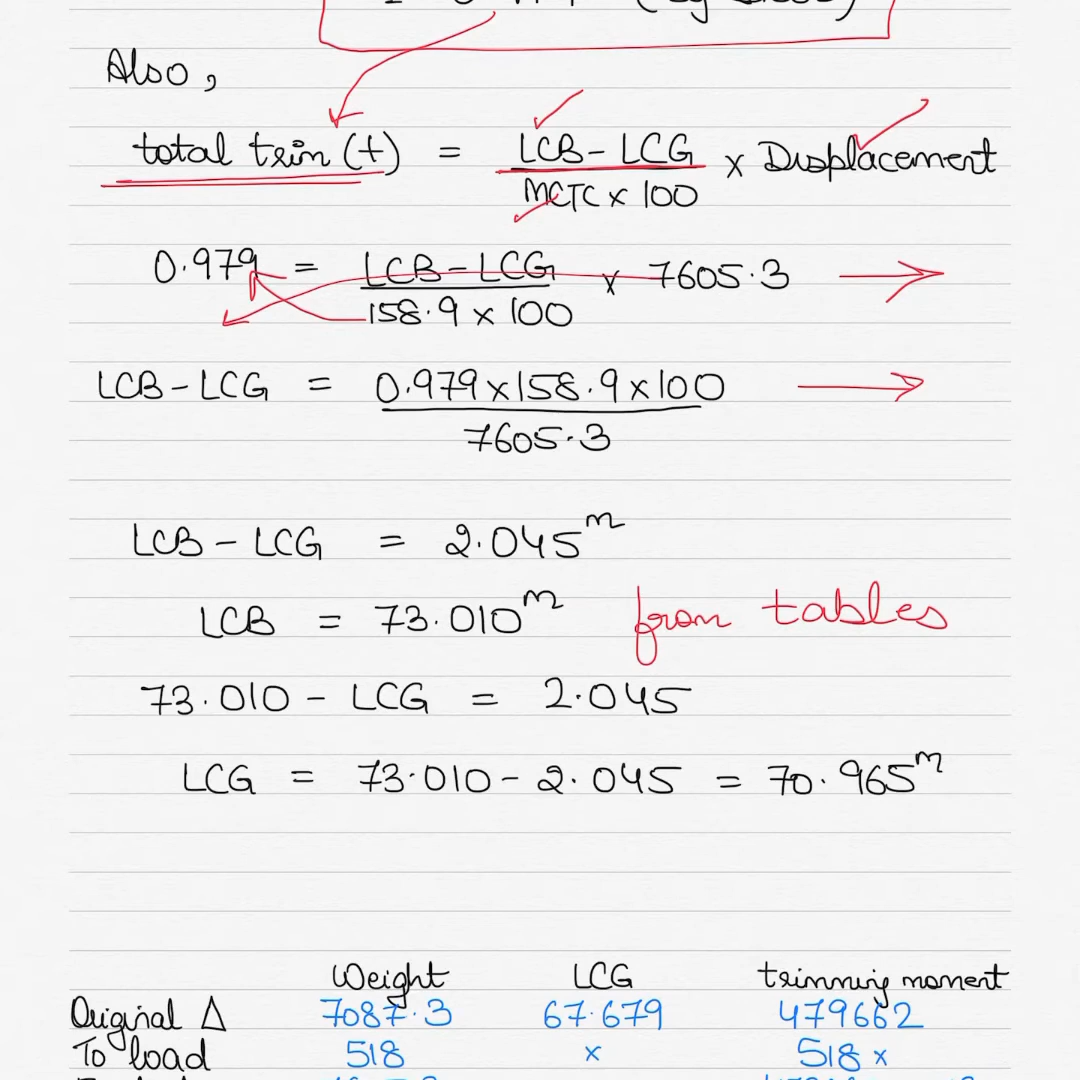 Also,
total trim (t) = LCB - LCG / MCTC x 100 x Displacement
0.979 = LCB - LCG / 158.9 x 100 x 7605.3
LCB - LCG = 0.979 x 158.9 x 100 / 7605.3
LCB - LCG = 2.045 m
LCB = 73.010 m from tables
73.010 - LCG = 2.045
LCG = 73.010 - 2.045 = 70.965 m
Weight LCG trimming moment
Original Δ 7087.3 67.679 479662
To load 518 x 518 x